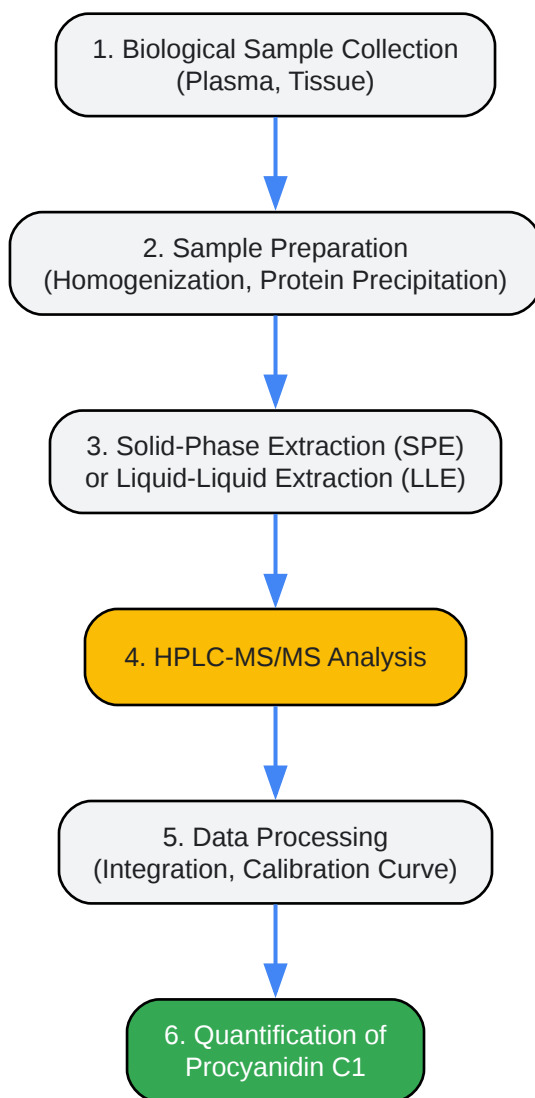 1. Biological Sample Collection
(Plasma, Tissue)
2. Sample Preparation
(Homogenization, Protein Precipitation)
3. Solid-Phase Extraction (SPE)
or Liquid-Liquid Extraction (LLE)
4. HPLC-MS/MS Analysis
5. Data Processing
(Integration, Calibration Curve)
6. Quantification of
Procyanidin C1